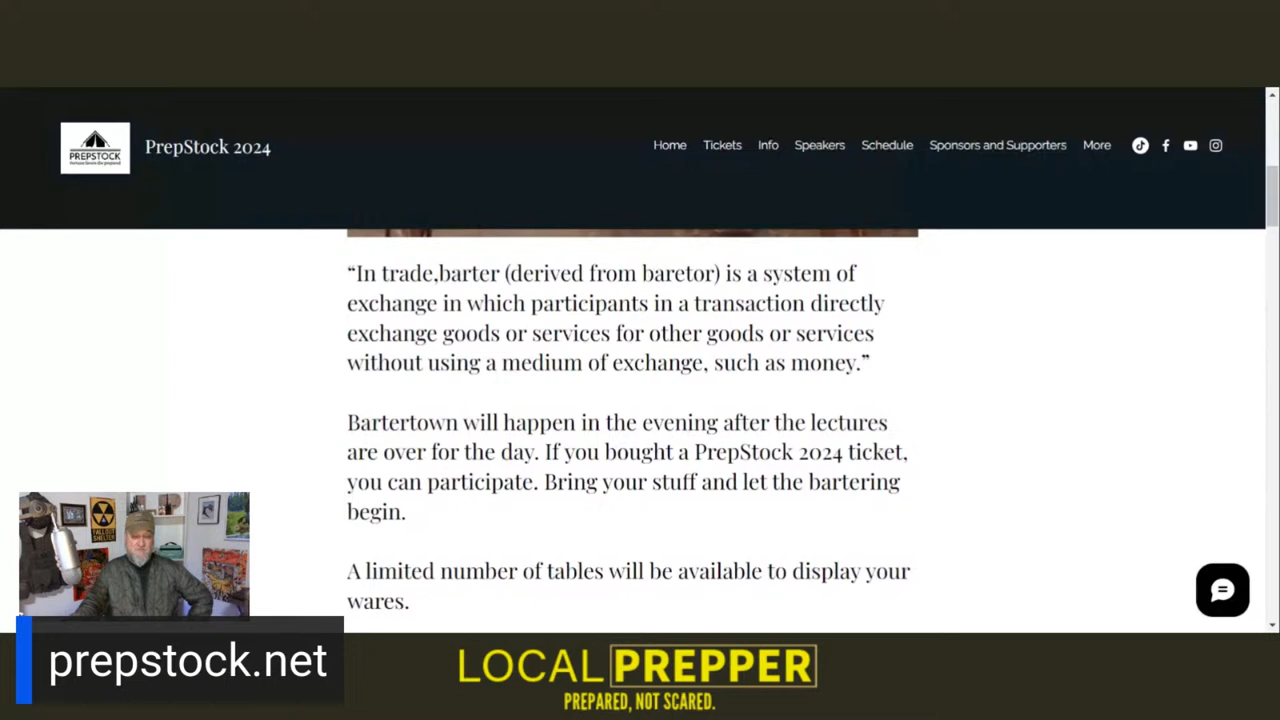 PREPSTOCK
PrepStock 2024
Home
Tickets
Info
Speakers
Schedule
Sponsors and Supporters
More
“In trade,barter (derived from baretor) is a system of
exchange in which participants in a transaction directly
exchange goods or services for other goods or services
without using a medium of exchange, such as money.”
Bartertown will happen in the evening after the lectures
are over for the day. If you bought a PrepStock 2024 ticket,
you can participate. Bring your stuff and let the bartering
begin.
A limited number of tables will be available to display your
wares.
FALLOUT
SHELTER
prepstock.net
LOCAL PREPPER
PREPARED, NOT SCARED.